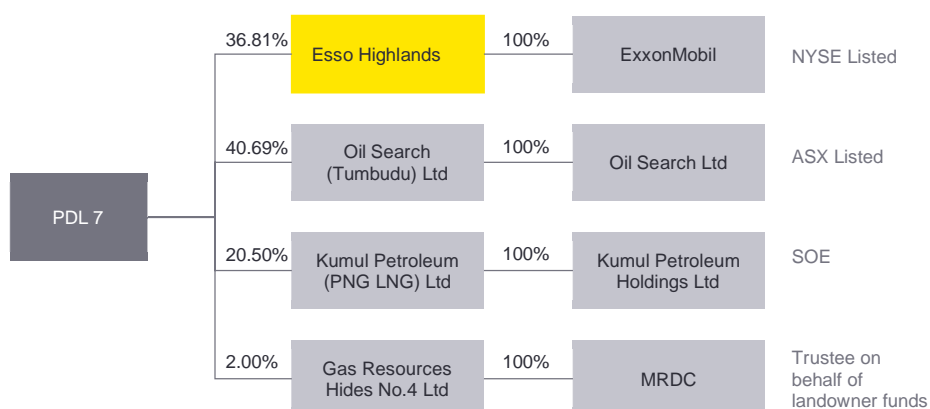 36.81%
Esso Highlands
100%
ExxonMobil
NYSE Listed
40.69%
Oil Search
(Tumbudu) Ltd
100%
Oil Search Ltd
ASX Listed
PDL 7
20.50%
Kumul Petroleum
(PNG LNG) Ltd
100%
Kumul Petroleum
Holdings Ltd
SOE
2.00%
Gas Resources
Hides No.4 Ltd
100%
MRDC
Trustee on
behalf of
landowner funds